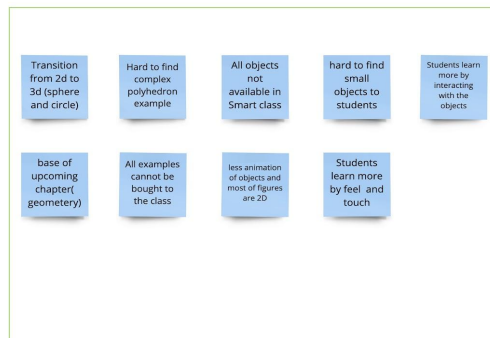 Transition
from 2d to
3d (sphere
and circle)
Hard to find
complex
polyhedron
example
All objects
not
available in
Smart class
hard to find
small
objects to
students
Students learn
more by
interacting
with the
objects
base of
upcoming
chapter(
geometery)
All examples
cannot be
bought to
the class
less animation
of objects and
most of figures
are 2D
Students
learn more
by feel and
touch